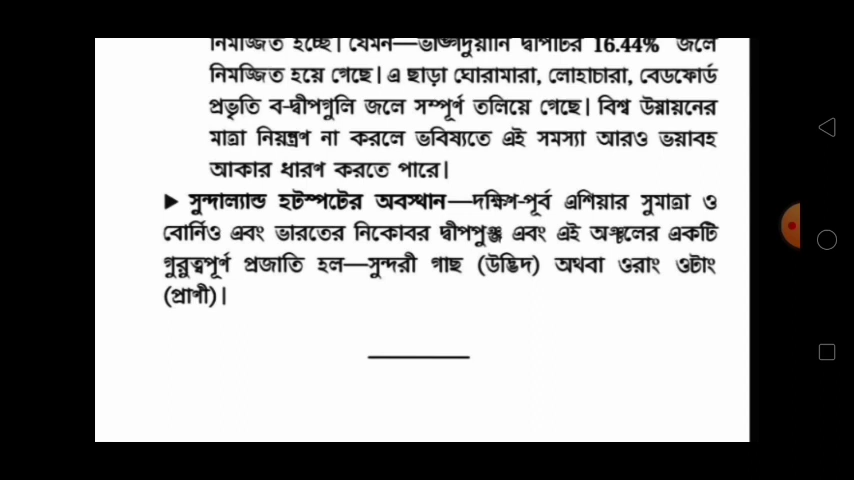 নিমজ্জিত হচ্ছে। যেমন—ভাঙ্গাদুয়ানি দ্বীপটির 16.44% জলে
নিমজ্জিত হয়ে গেছে। এ ছাড়া ঘোরামারা, লোহাচারা, বেডফোর্ড
প্রভৃতি ব-দ্বীপগুলি জলে সম্পূর্ণ তলিয়ে গেছে। বিশ্ব উষ্ণায়নের
মাত্রা নিয়ন্ত্রণ না করলে ভবিষ্যতে এই সমস্যা আরও ভয়াবহ
আকার ধারণ করতে পারে।
▶ সুন্দাল্যান্ড হটস্পটের অবস্থান—দক্ষিণ-পূর্ব এশিয়ার সুমাত্রা ও
বোর্নিও এবং ভারতের নিকোবর দ্বীপপুঞ্জ এবং এই অঞ্চলের একটি
গুরুত্বপূর্ণ প্রজাতি হল—সুন্দরী গাছ (উদ্ভিদ) অথবা ওরাং ওটাং
(প্রাণী)।